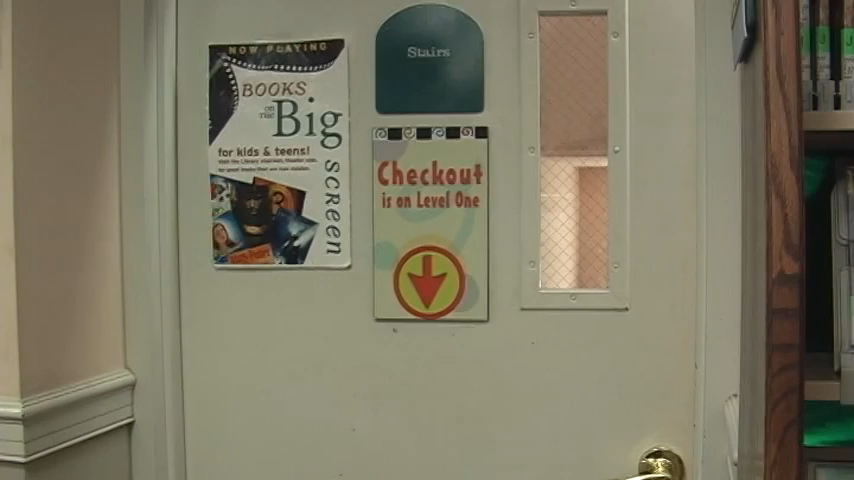 NOW PLAYING
BOOKS
on
the
Big
SCREEN
for kids & teens!
Stairs
Checkout
is on Level One
J